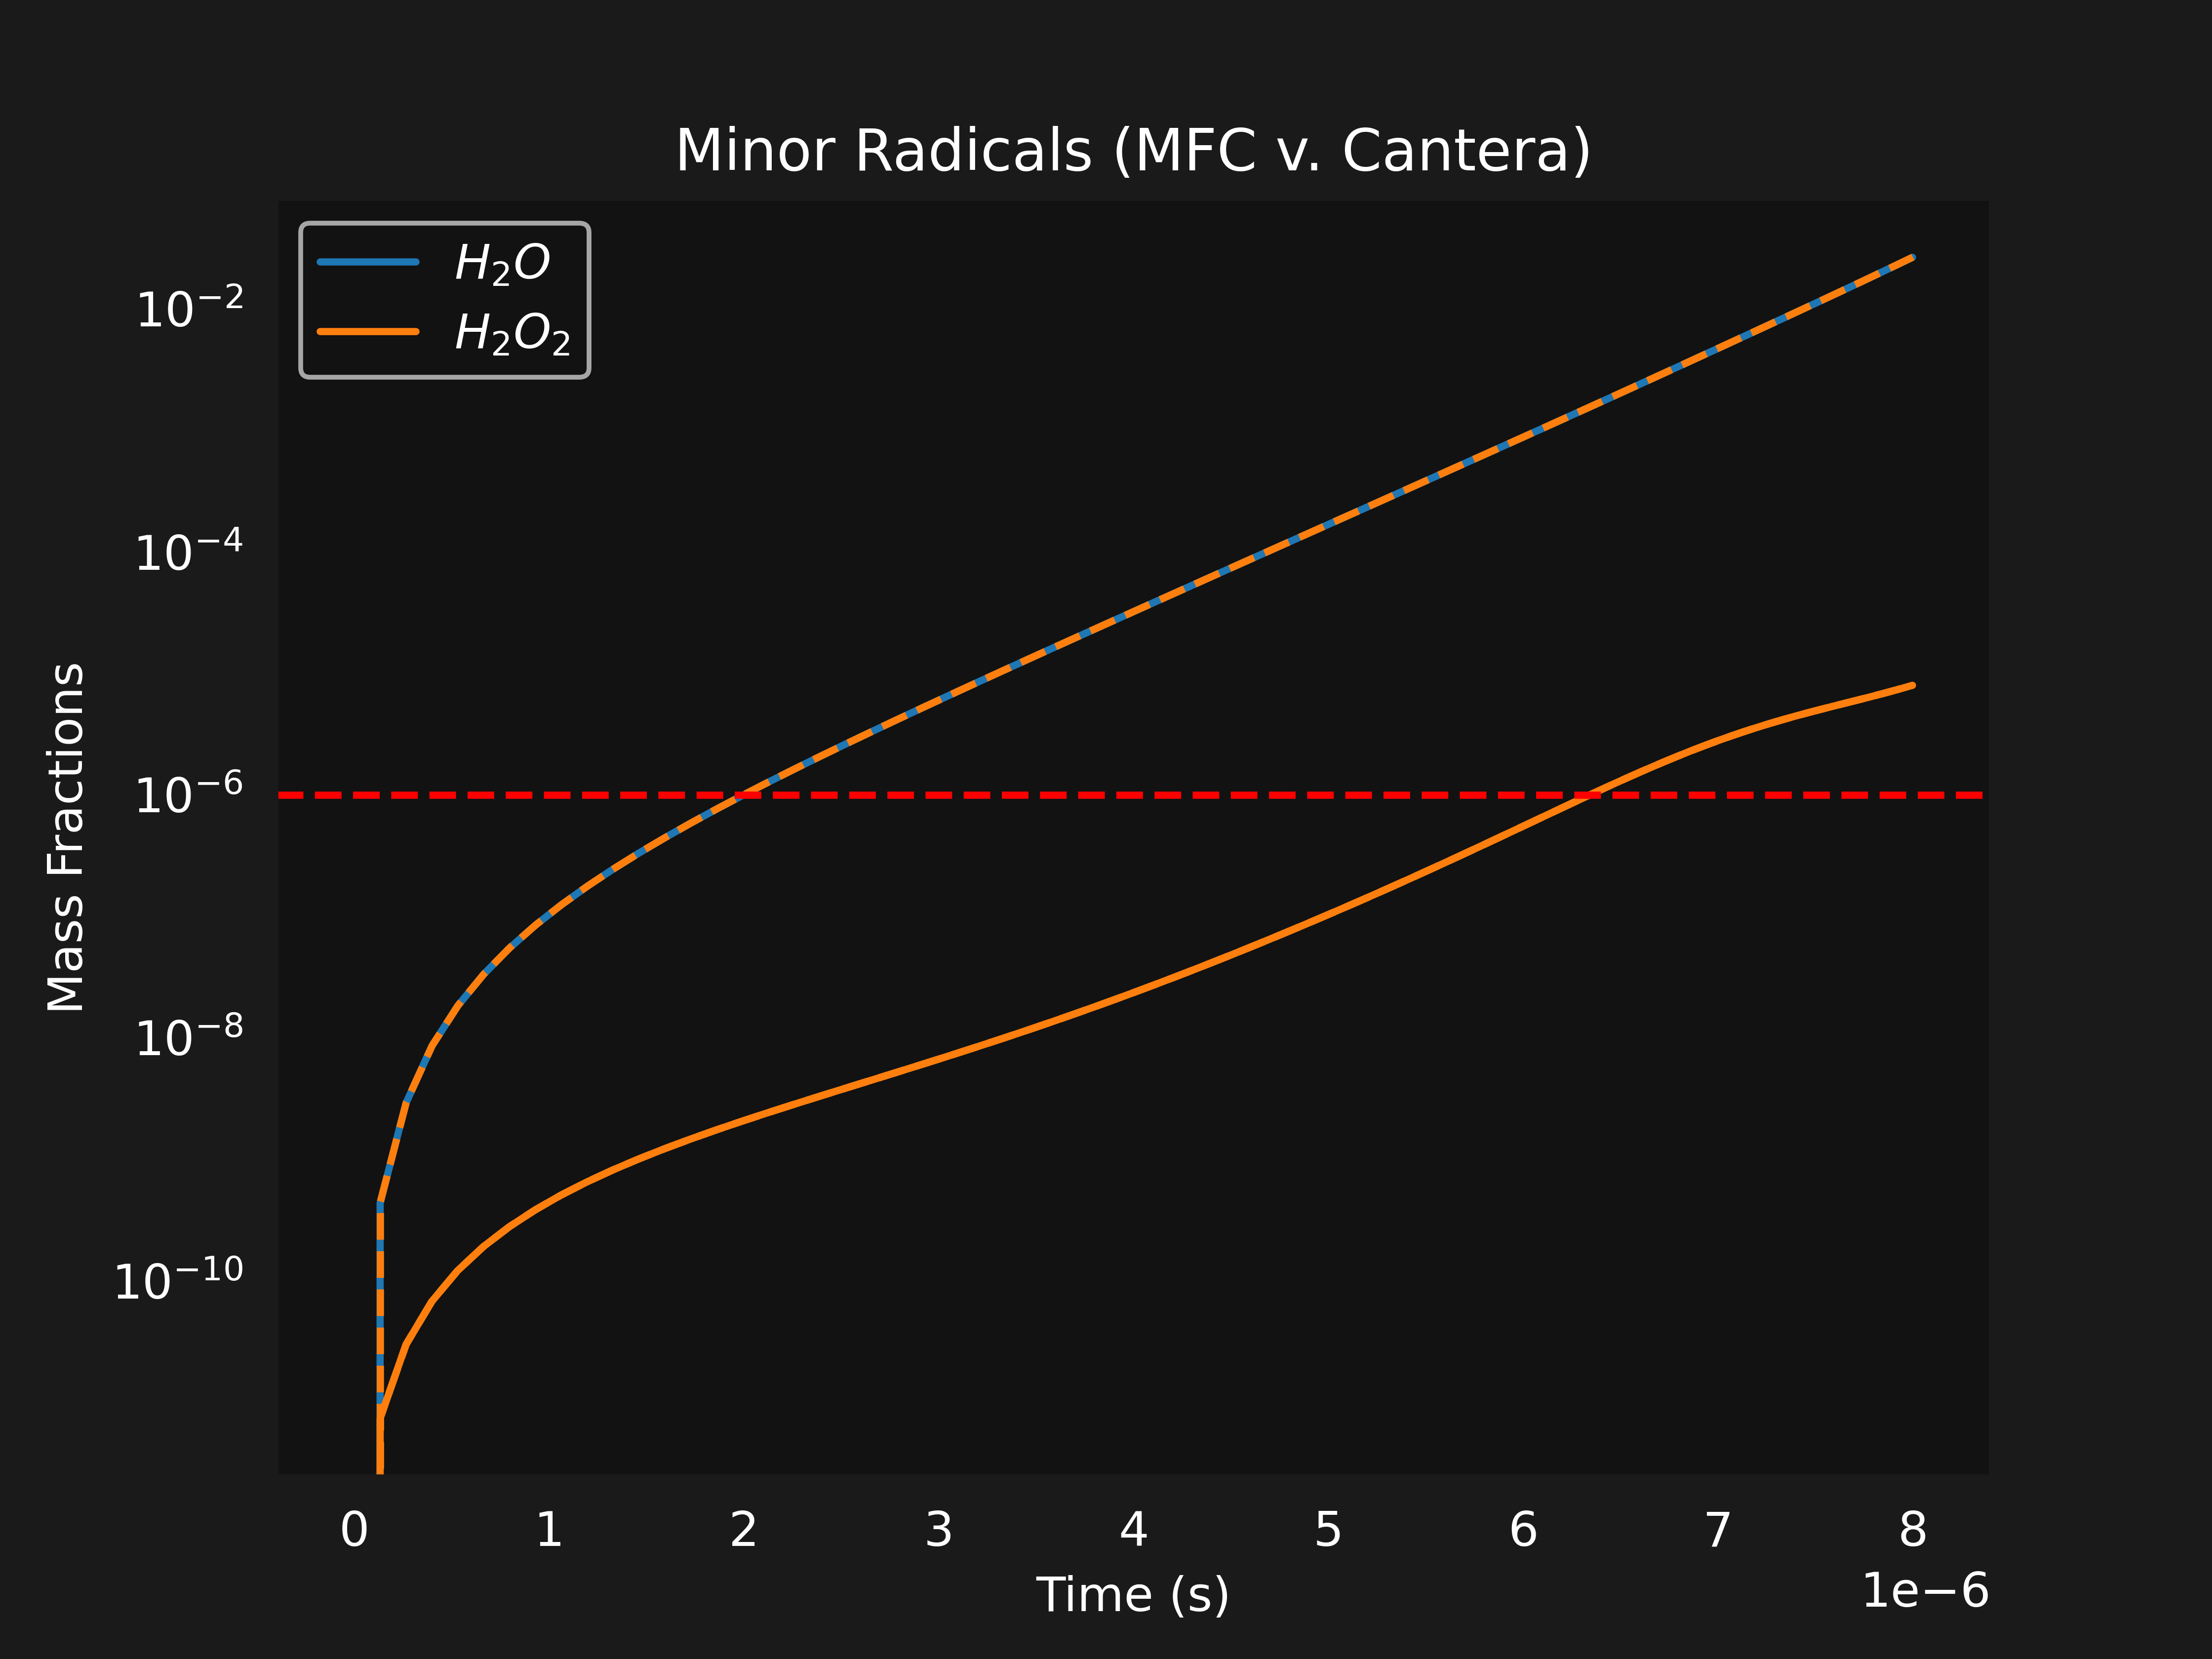 Minor Radicals (MFC v. Cantera)
H₂O
H₂O₂
10⁻²
10⁻⁴
10⁻⁶
10⁻⁸
10⁻¹⁰
Mass Fractions
0 1 2 3 4 5 6 7 8
Time (s)
1e−6